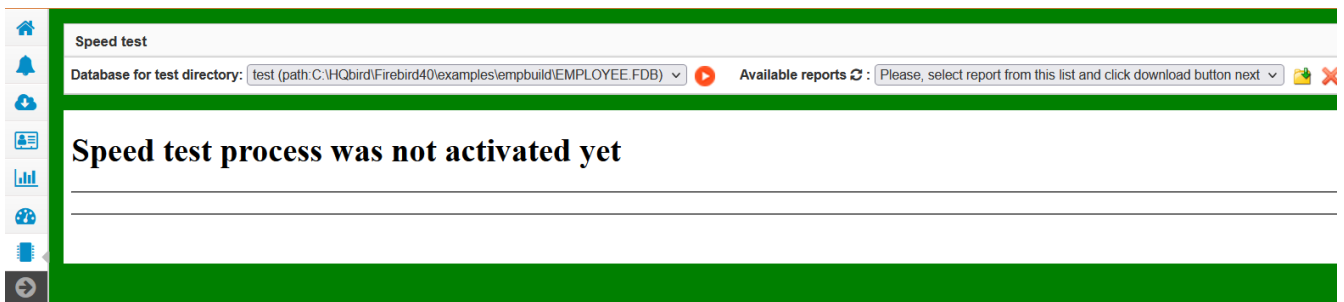 Speed test
Database for test directory: test (path:C:\HQbird\Firebird40\examples\empbuild\EMPLOYEE.FDB) Available reports : Please, select report from this list and click download button next
Speed test process was not activated yet